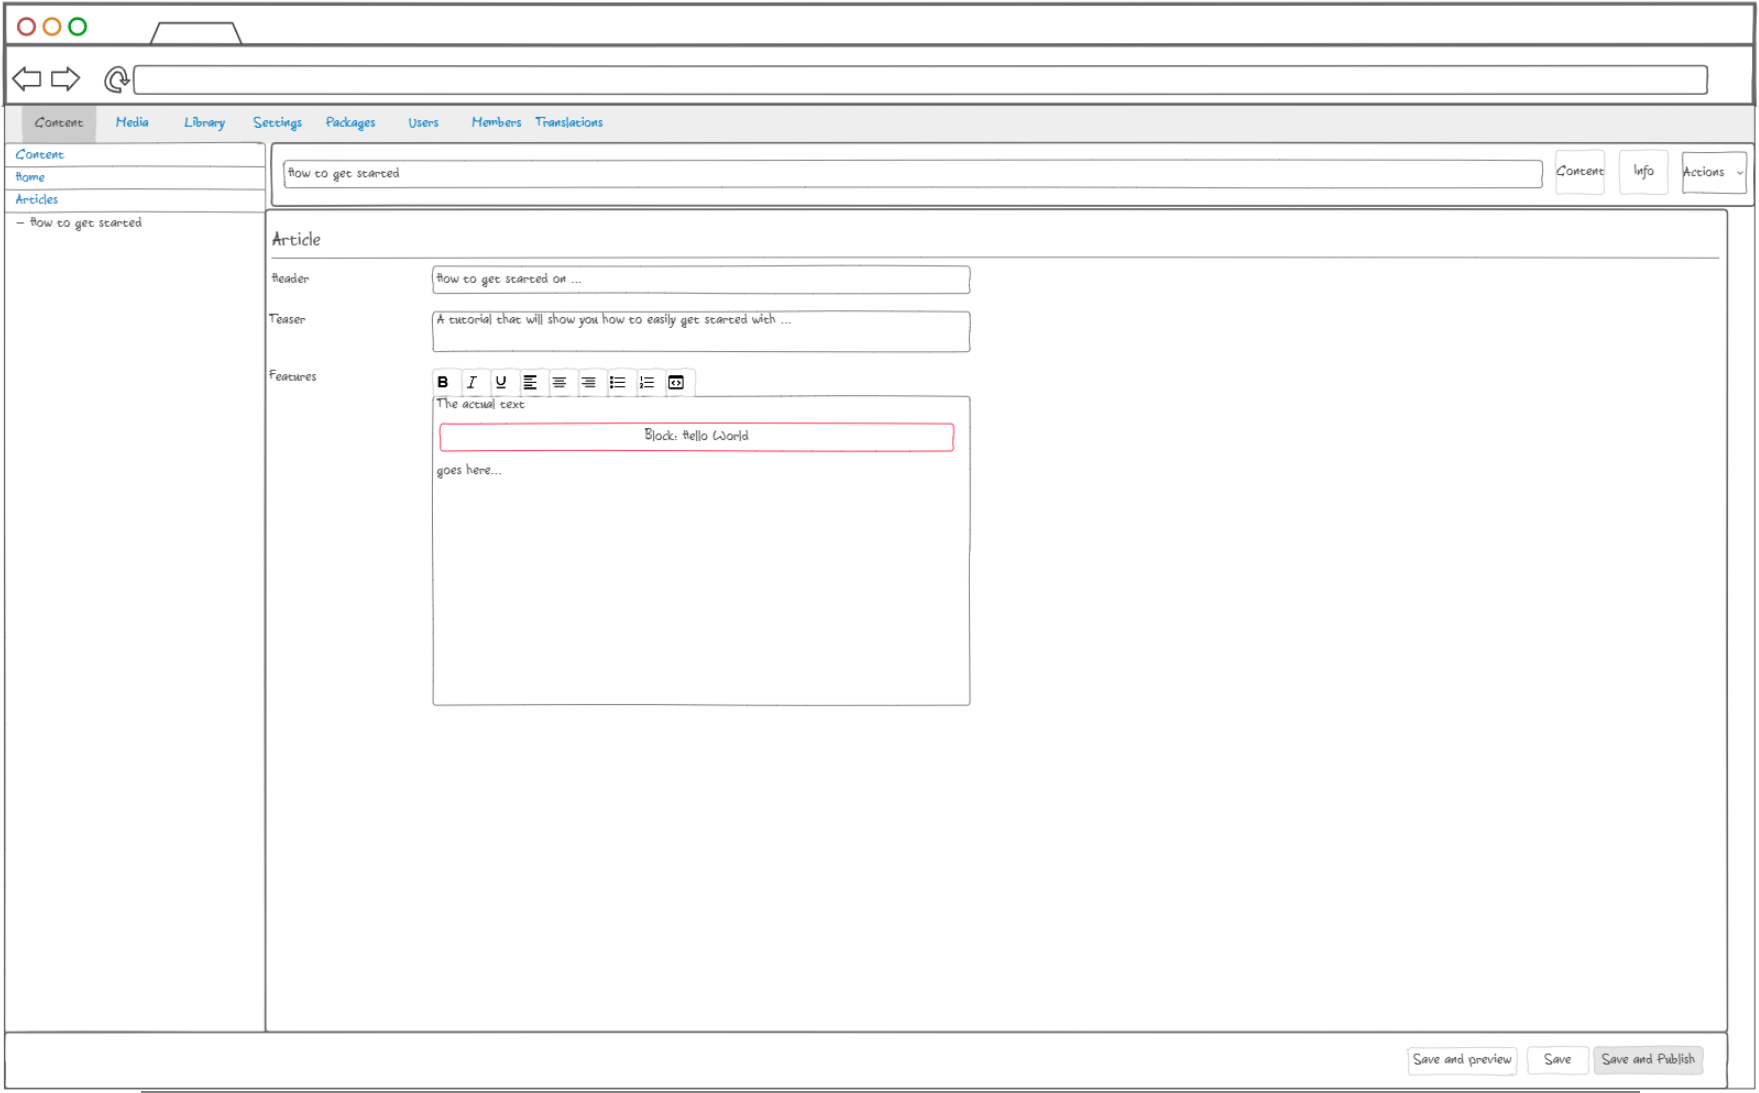 Content Media Library Settings Packages Users Members Translations
Content
Home
Articles
- How to get started
How to get started
Content Info Actions
Article
Header
How to get started on ...
Teaser
A tutorial that will show you how to easily get started with ...
Features
B I U
The actual text
Block: Hello World
goes here...
Save and preview Save Save and Publish